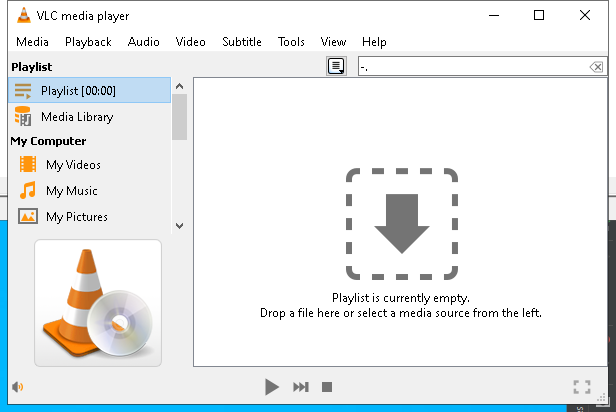 VLC media player
Media Playback Audio Video Subtitle Tools View Help
Playlist
-.
Playlist [00:00]
Media Library
My Computer
My Videos
My Music
My Pictures
Playlist is currently empty.
Drop a file here or select a media source from the left.